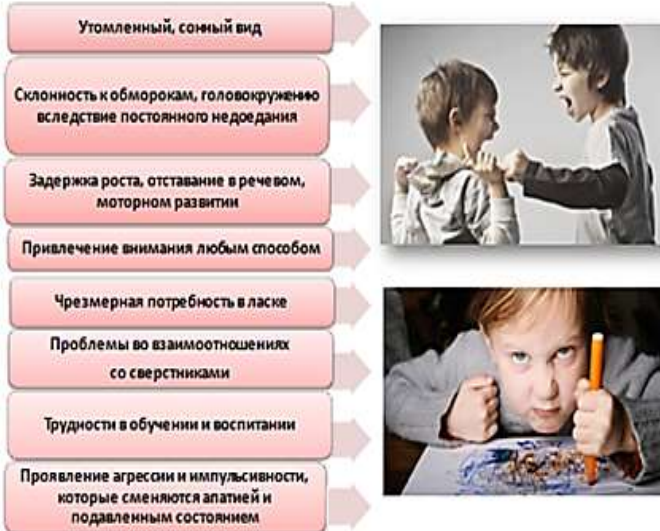 Утомленный, сонный вид
Склонность к обморокам, головокружению
вследствие постоянного недоедания
Задержка роста, отставание в речевом,
моторном развитии
Привлечение внимания любым способом
Чрезмерная потребность в ласке
Проблемы во взаимоотношениях
со сверстниками
Трудности в обучении и воспитании
Проявление агрессии и импульсивности,
которые сменяются апатией и
подавленным состоянием